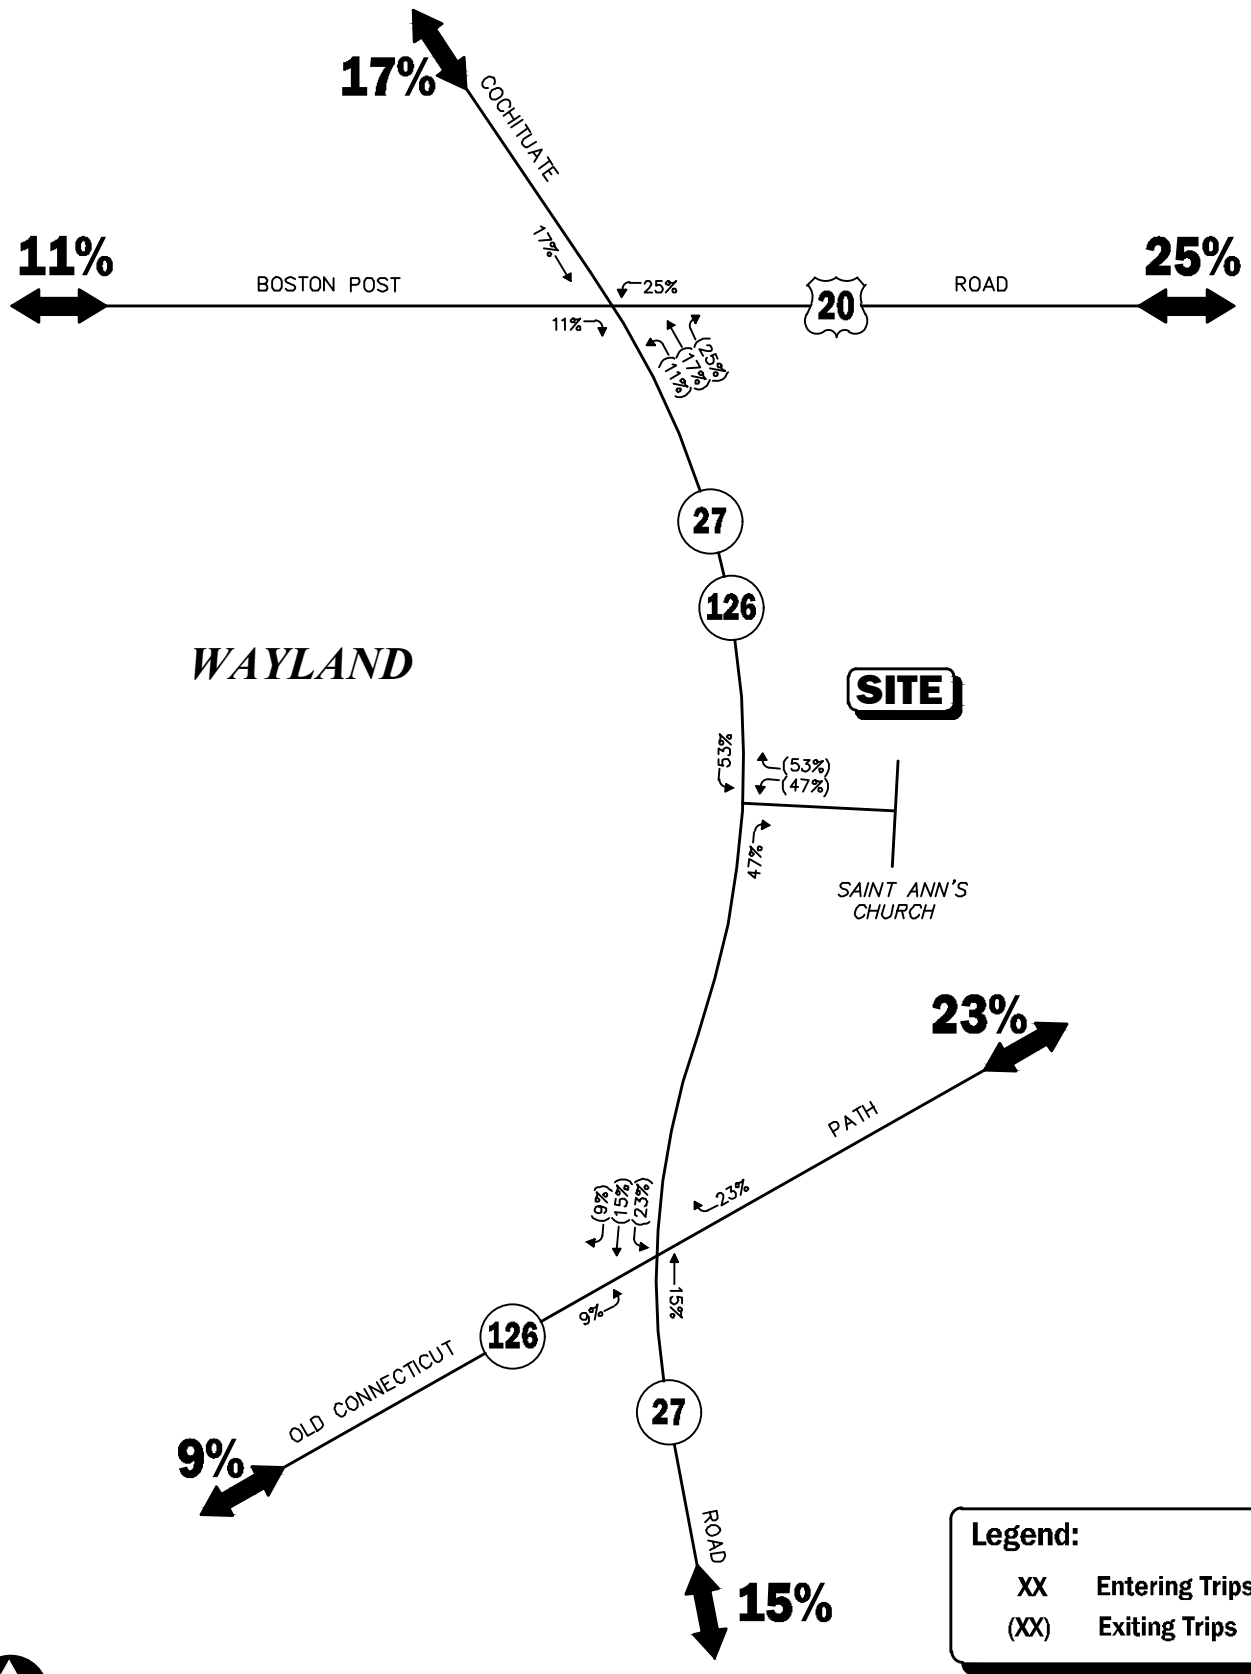 17%
COCHITUATE
11%
25%
BOSTON POST
20
ROAD
17%
25%
11%
(11%)
(17%)
(25%)
27
126
WAYLAND
SITE
53%
(53%)
(47%)
47%
SAINT ANN'S
CHURCH
23%
PATH
(9%)
(15%)
(23%)
23%
9%
15%
126
OLD CONNECTICUT
27
9%
ROAD
15%
Legend:
XX Entering Trips
(XX) Exiting Trips